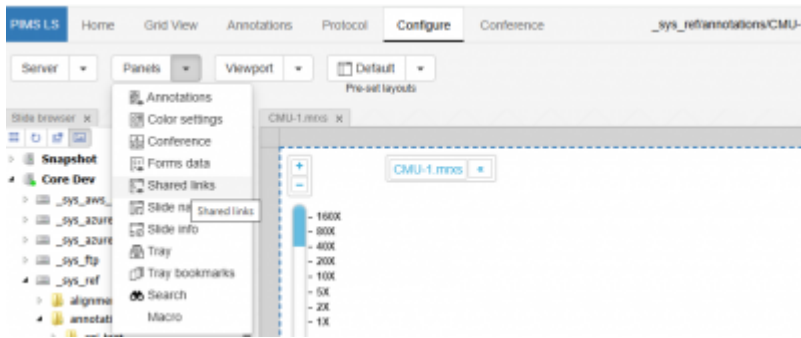 PIMS LS Home Grid View Annotations Protocol Configure Conference _sys_ref/annotations/CMU-
Server Panels Viewport Default
Pre-set layouts
Slide browser x CMU-1.mrxs x
Annotations
Color settings
Conference
Forms data
Shared links
Slide na
Shared links
Slide info
Tray
Tray bookmarks
Search
Macro
Snapshot
Core Dev
_sys_aws_
_sys_azure
_sys_azure
_sys_ftp
_sys_ref
alignme
annotati
CMU-1.mrxs «
+
-
160X
80X
40X
20X
10X
5X
2X
1X